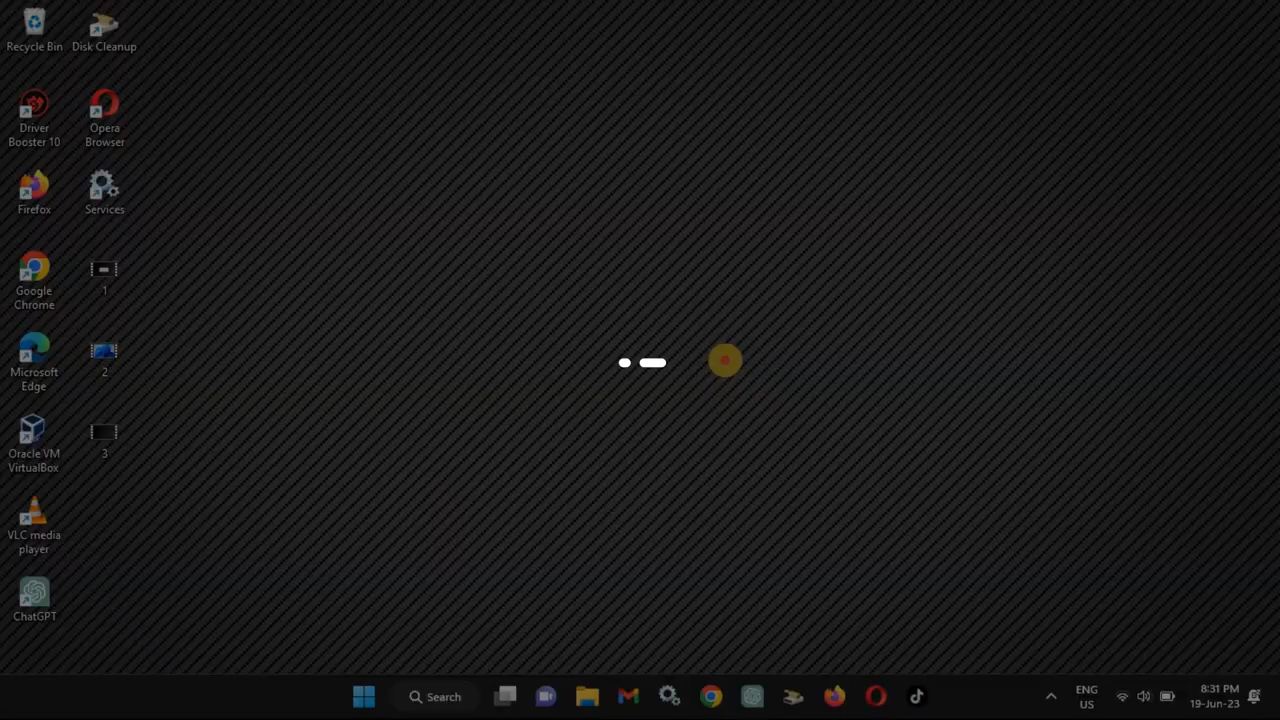 Recycle Bin
Disk Cleanup
Driver
Booster 10
Opera
Browser
Firefox
Services
Google
Chrome
1
Microsoft
Edge
2
Oracle VM
VirtualBox
3
VLC media
player
ChatGPT
Search
ENG
US
8:31 PM
19-Jun-23